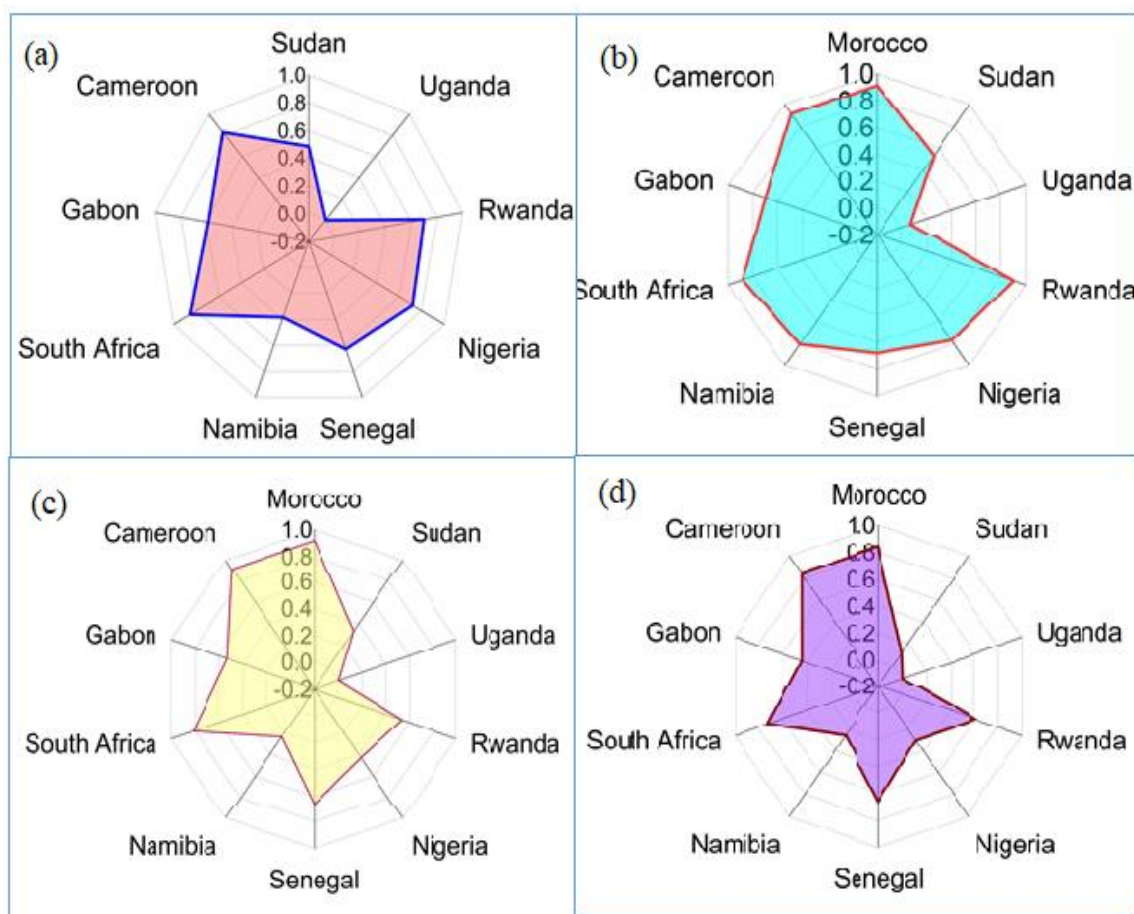 (a)
Sudan
Cameroon
Uganda
1.0
0.8
0.6
0.4
0.2
0.0
-0.2
Gabon
Rwanda
South Africa
Nigeria
Namibia
Senegal
(b)
Morocco
Cameroon
Sudan
1.0
0.8
0.6
0.4
0.2
0.0
-0.2
Gabon
Uganda
South Africa
Rwanda
Namibia
Nigeria
Senegal
(c)
Morocco
Cameroon
Sudan
1.0
0.8
0.6
0.4
0.2
0.0
-0.2
Gabon
Uganda
South Africa
Rwanda
Namibia
Nigeria
Senegal
(d)
Morocco
Cameroon
Sudan
1.0
0.8
0.6
0.4
0.2
0.0
-0.2
Gabon
Uganda
South Africa
Rwanda
Namibia
Nigeria
Senegal